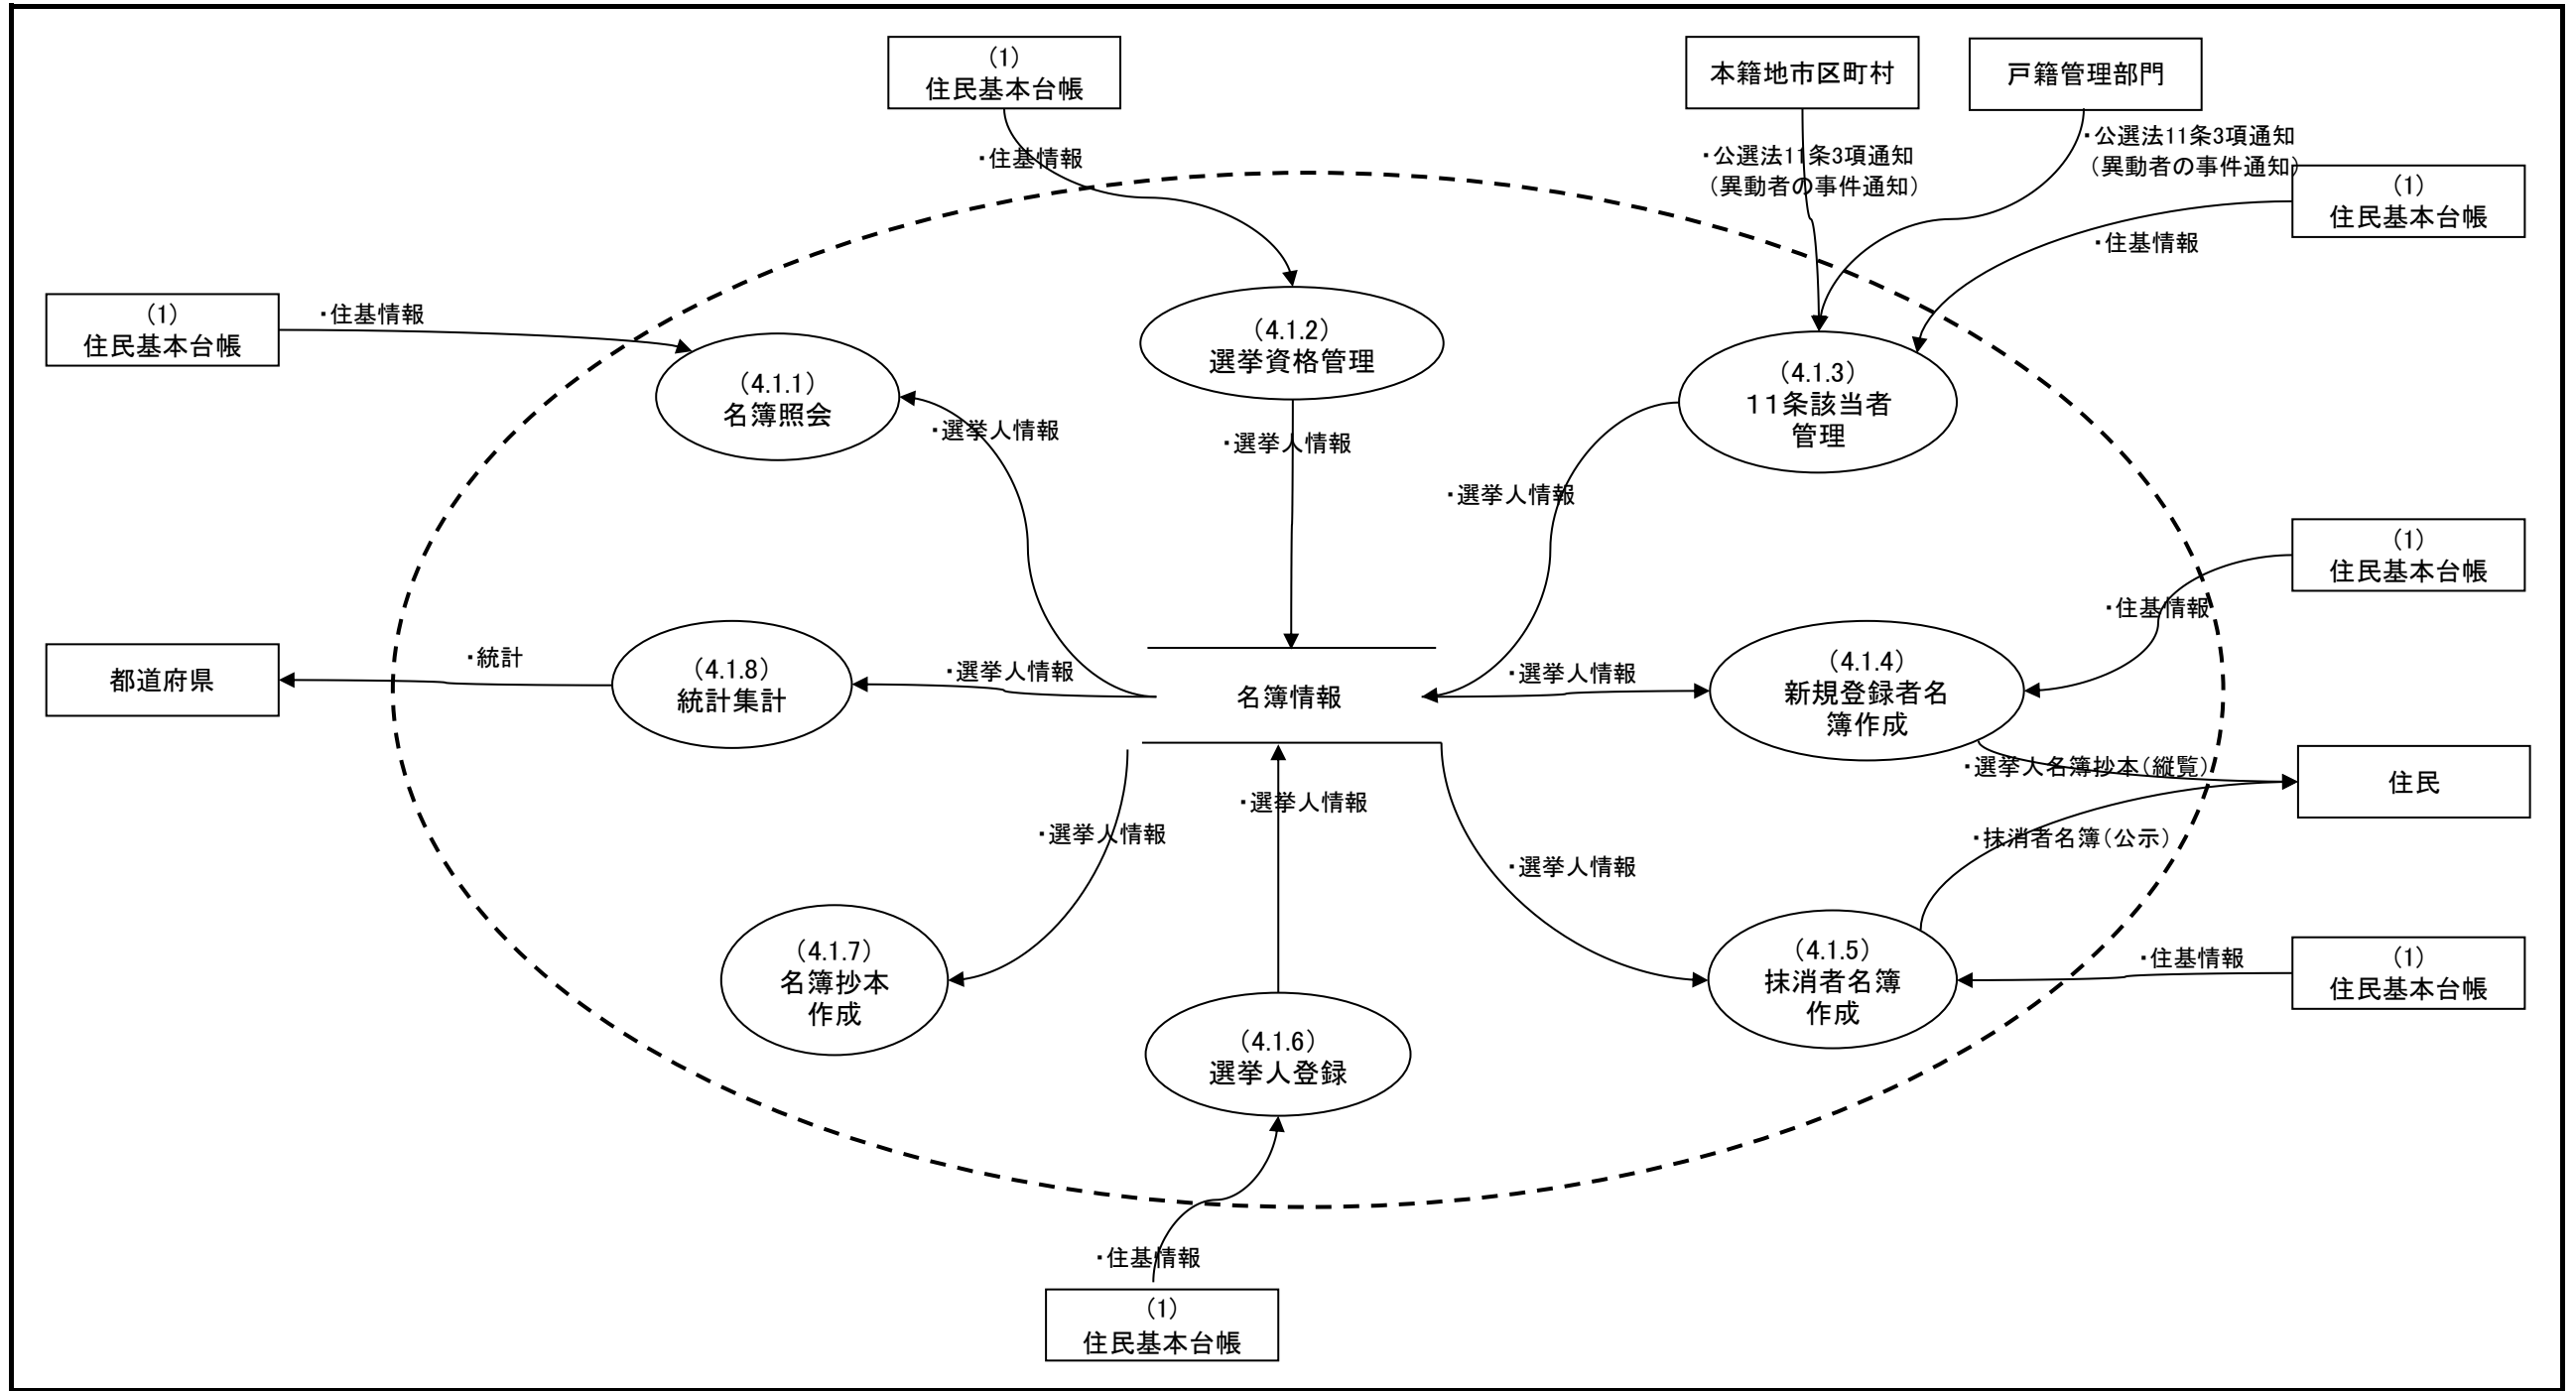 (1)
住民基本台帳
本籍地市区町村
戸籍管理部門
・住基情報
・公選法11条3項通知
(異動者の事件通知)
・公選法11条3項通知
(異動者の事件通知)
(1)
住民基本台帳
・住基情報
(1)
住民基本台帳
・住基情報
(4.1.1)
名簿照会
(4.1.2)
選挙資格管理
(4.1.3)
11条該当者
管理
・選挙人情報
・選挙人情報
・選挙人情報
(1)
住民基本台帳
・住基情報
都道府県
・統計
(4.1.8)
統計集計
・選挙人情報
名簿情報
・選挙人情報
(4.1.4)
新規登録者名
簿作成
・選挙人名簿抄本(縦覧)
住民
・選挙人情報
・選挙人情報
・選挙人情報
・抹消者名簿(公示)
(4.1.7)
名簿抄本
作成
(4.1.6)
選挙人登録
(4.1.5)
抹消者名簿
作成
・住基情報
(1)
住民基本台帳
・住基情報
(1)
住民基本台帳